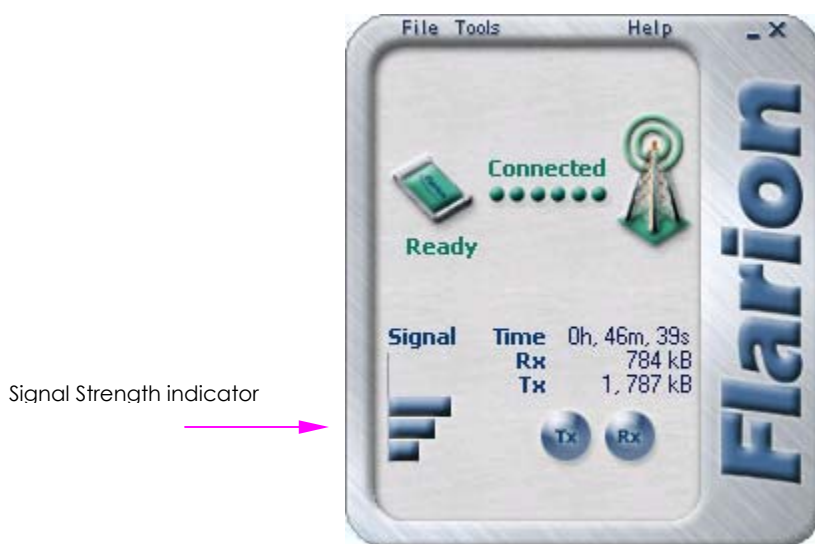 File Tools Help
Connected
Ready
Signal Time 0h, 46m, 39s
Rx 784 kB
Tx 1,787 kB
Tx Rx
Flarion
Signal Strength indicator